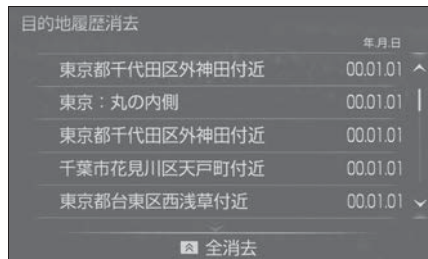 目的地履歴消去
年.月.日
東京都千代田区外神田付近 00.01.01
東京：丸の内側 00.01.01
東京都千代田区外神田付近 00.01.01
千葉市花見川区天戸町付近 00.01.01
東京都台東区西浅草付近 00.01.01
全消去